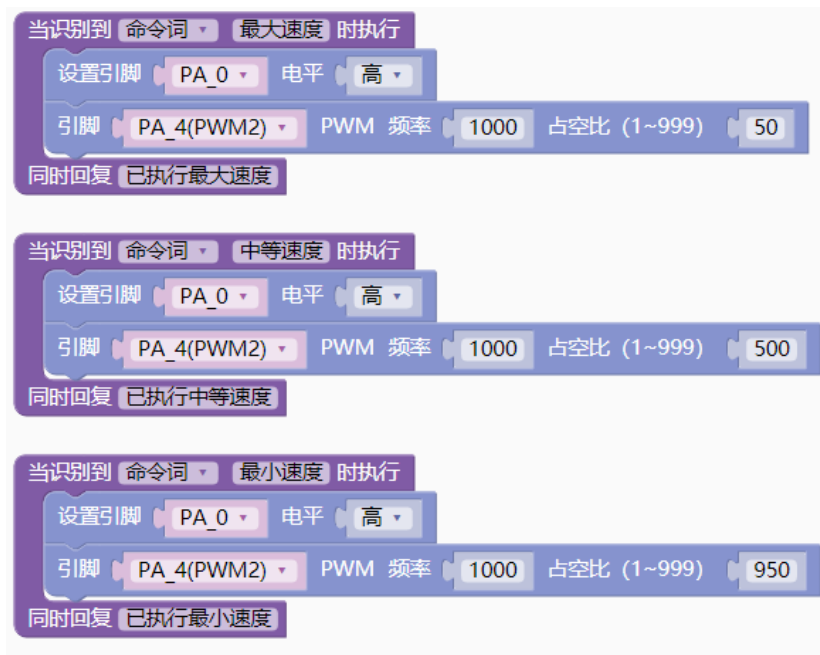 当识别到 命令词 最大速度 时执行
设置引脚 PA_0 电平 高
引脚 PA_4(PWM2) PWM 频率 1000 占空比 (1~999) 50
同时回复 已执行最大速度
当识别到 命令词 中等速度 时执行
设置引脚 PA_0 电平 高
引脚 PA_4(PWM2) PWM 频率 1000 占空比 (1~999) 500
同时回复 已执行中等速度
当识别到 命令词 最小速度 时执行
设置引脚 PA_0 电平 高
引脚 PA_4(PWM2) PWM 频率 1000 占空比 (1~999) 950
同时回复 已执行最小速度